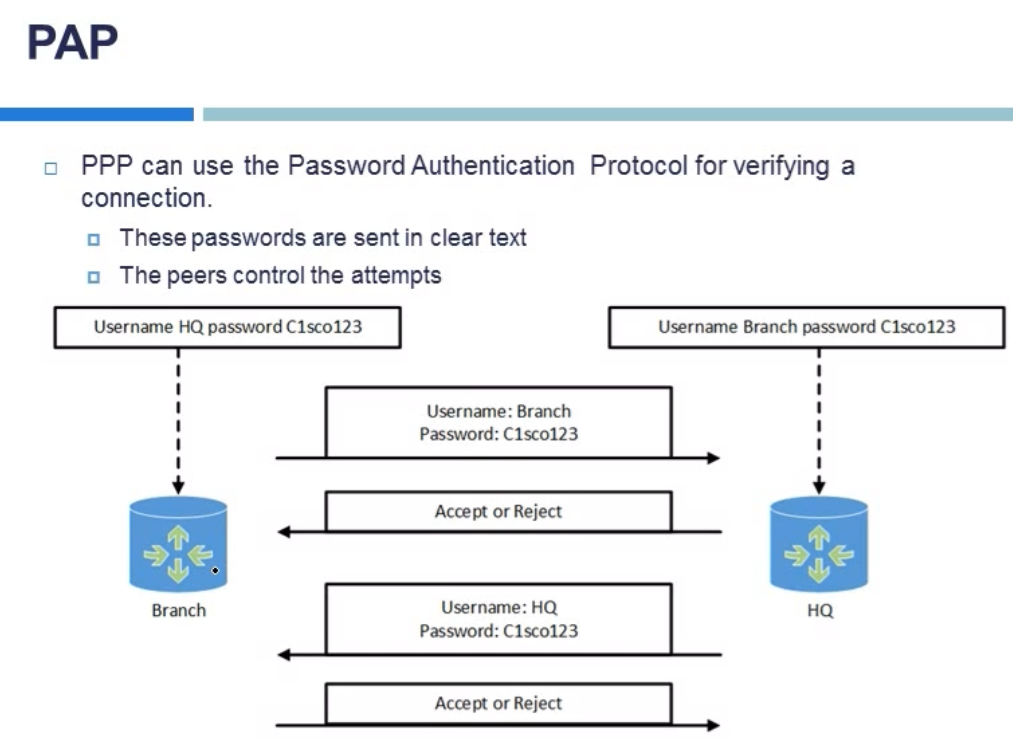 PAP
PPP can use the Password Authentication Protocol for verifying a
connection.
These passwords are sent in clear text
The peers control the attempts
Username HQ password C1sco123
Username Branch password C1sco123
Username: Branch
Password: C1sco123
Accept or Reject
Branch
HQ
Username: HQ
Password: C1sco123
Accept or Reject